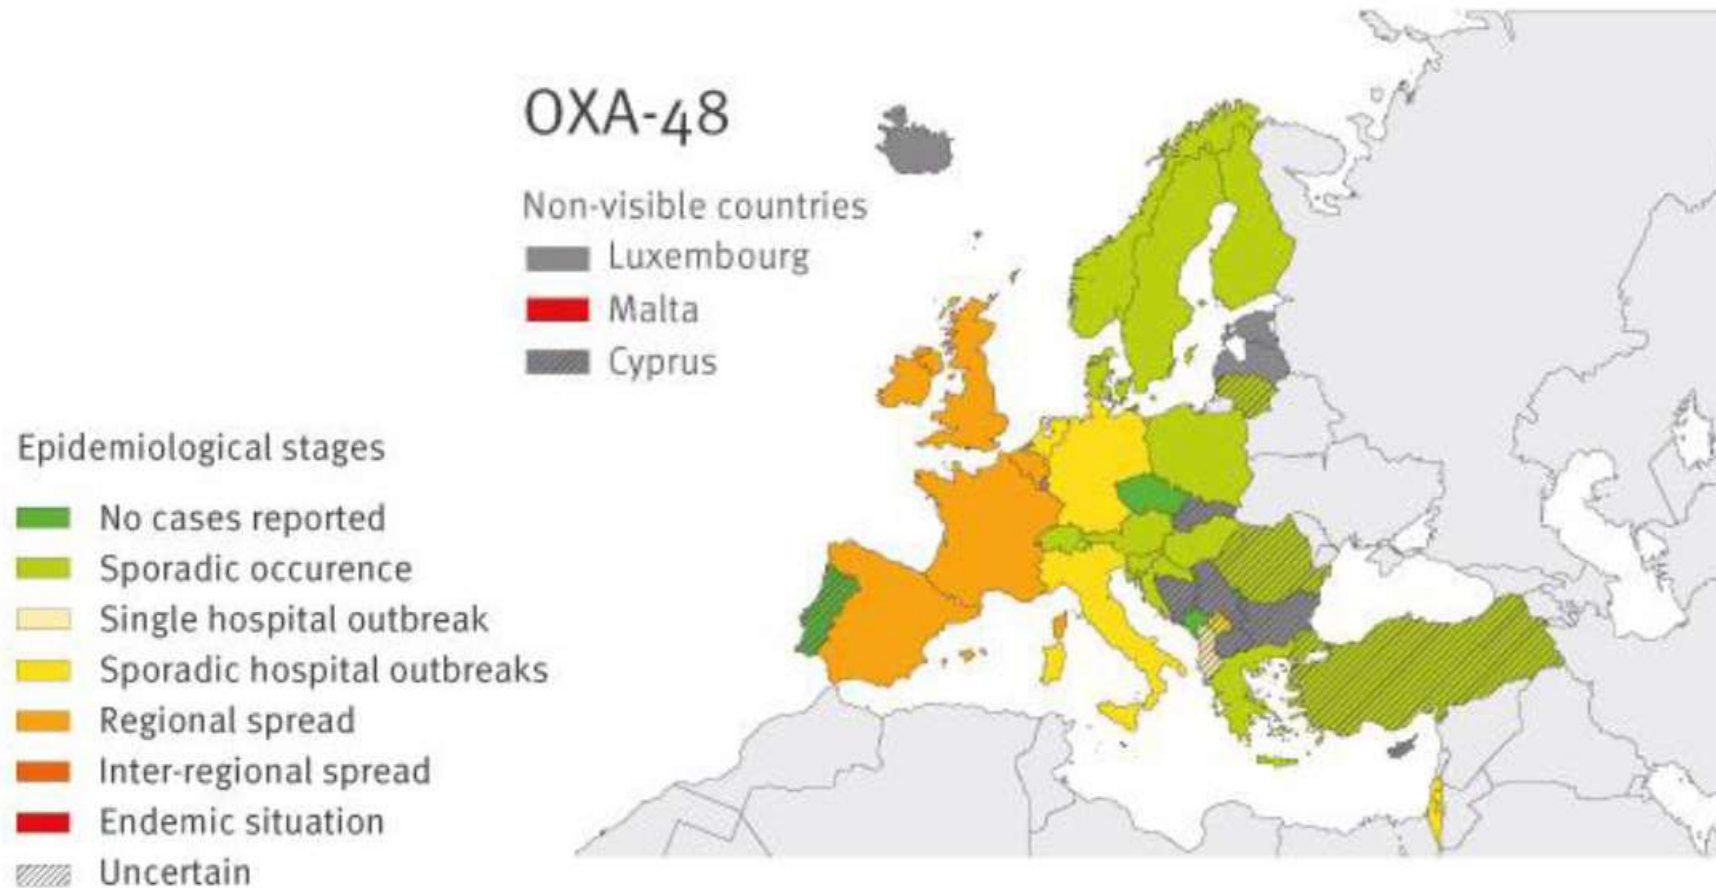 OXA-48
Non-visible countries
Luxembourg
Malta
Cyprus
Epidemiological stages
No cases reported
Sporadic occurence
Single hospital outbreak
Sporadic hospital outbreaks
Regional spread
Inter-regional spread
Endemic situation
Uncertain